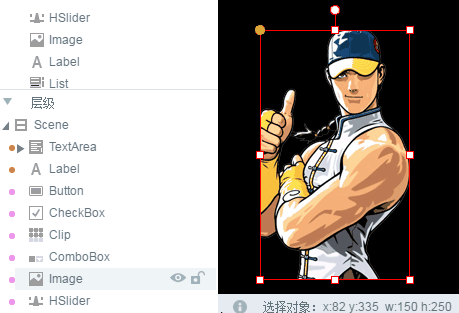 HSlider
Image
Label
List
层级
Scene
TextArea
Label
Button
CheckBox
Clip
ComboBox
Image
HSlider
选择对象：x:82 y:335 w:150 h:250